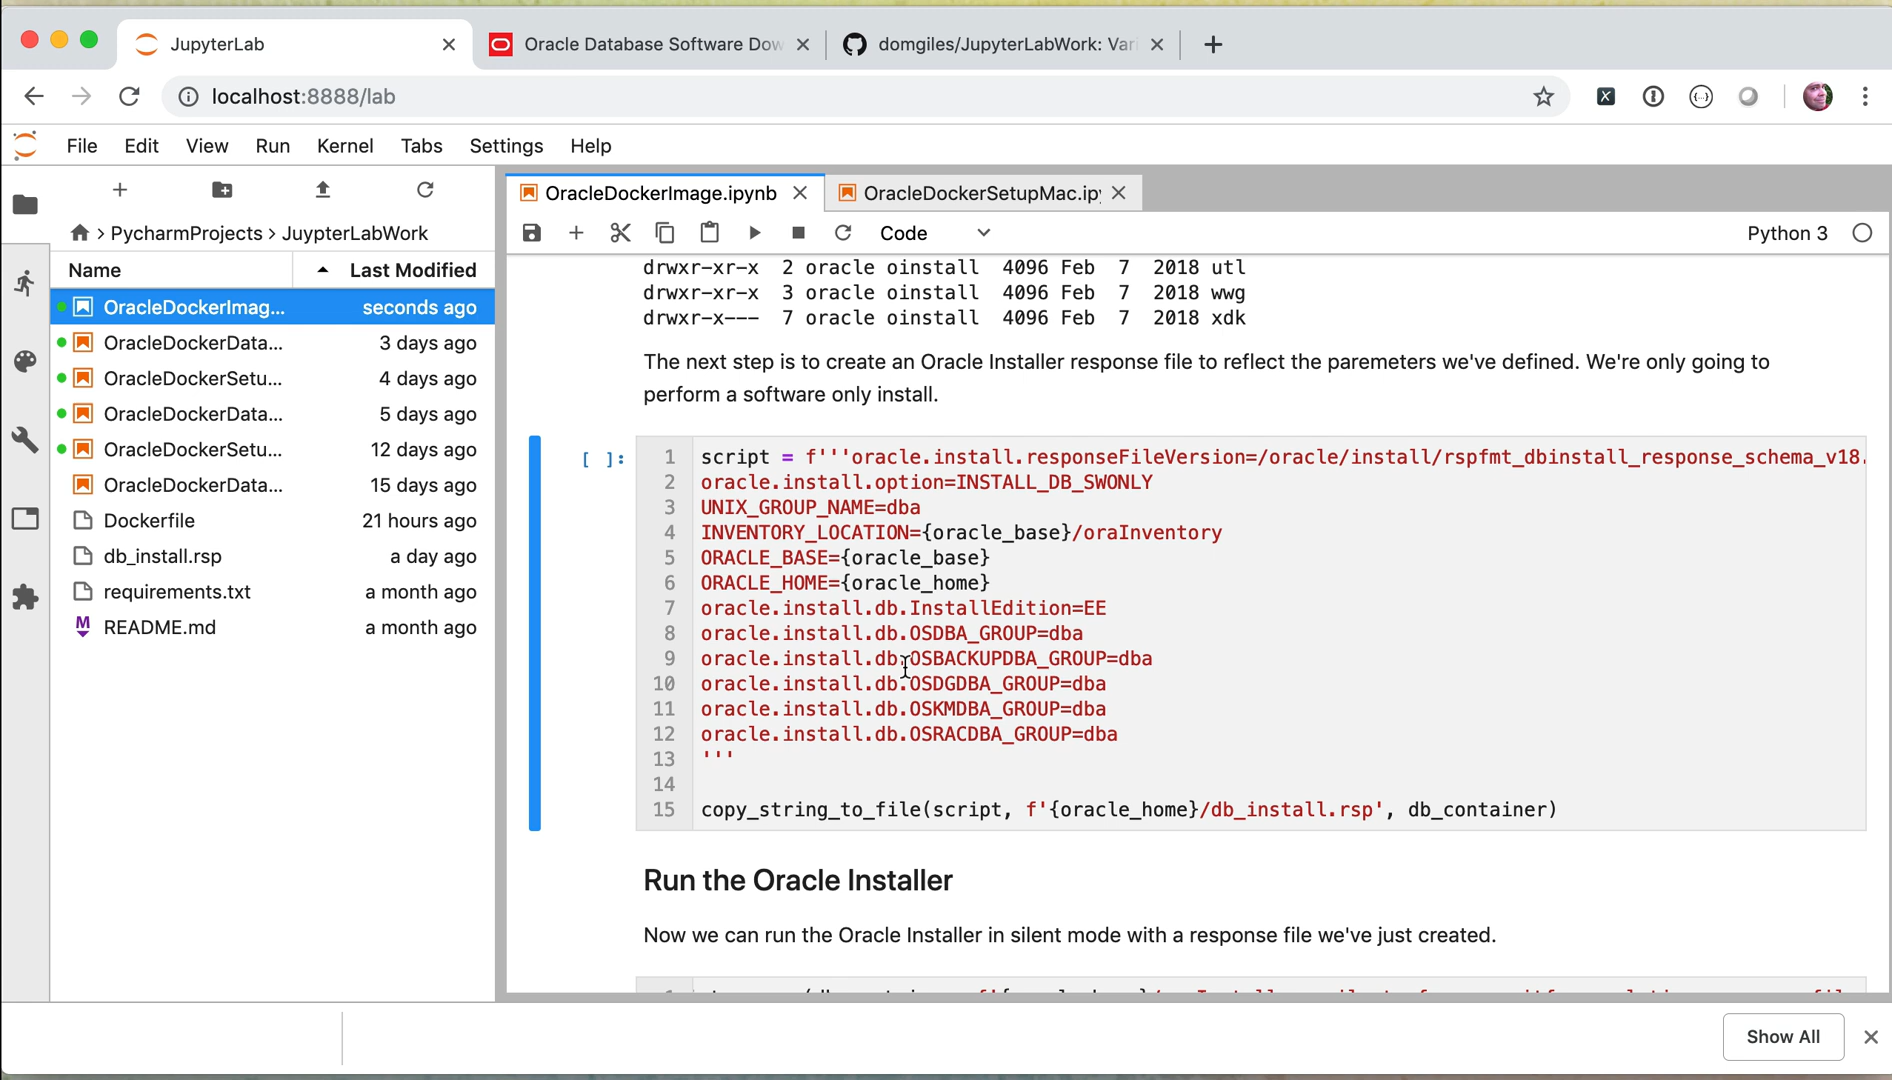 JupyterLab
Oracle Database Software Dow
domgiles/JupyterLabWork: Vari
localhost:8888/lab
File Edit View Run Kernel Tabs Settings Help
OracleDockerImage.ipynb
OracleDockerSetupMac.ipy
> PycharmProjects > JuypterLabWork
Code
Python 3
Name Last Modified
OracleDockerImag... seconds ago
OracleDockerData... 3 days ago
OracleDockerSetu... 4 days ago
OracleDockerData... 5 days ago
OracleDockerSetu... 12 days ago
OracleDockerData... 15 days ago
Dockerfile 21 hours ago
db_install.rsp a day ago
requirements.txt a month ago
README.md a month ago
drwxr-xr-x 2 oracle oinstall 4096 Feb 7 2018 utl
drwxr-xr-x 3 oracle oinstall 4096 Feb 7 2018 wwg
drwxr-x--- 7 oracle oinstall 4096 Feb 7 2018 xdk
The next step is to create an Oracle Installer response file to reflect the paremeters we've defined. We're only going to
perform a software only install.
[ ]:
1 script = f'''oracle.install.responseFileVersion=/oracle/install/rspfmt_dbinstall_response_schema_v18.
2 oracle.install.option=INSTALL_DB_SWONLY
3 UNIX_GROUP_NAME=dba
4 INVENTORY_LOCATION={oracle_base}/oraInventory
5 ORACLE_BASE={oracle_base}
6 ORACLE_HOME={oracle_home}
7 oracle.install.db.InstallEdition=EE
8 oracle.install.db.OSDBA_GROUP=dba
9 oracle.install.db.OSBACKUPDBA_GROUP=dba
10 oracle.install.db.OSDGDBA_GROUP=dba
11 oracle.install.db.OSKMDBA_GROUP=dba
12 oracle.install.db.OSRACDBA_GROUP=dba
13 '''
14
15 copy_string_to_file(script, f'{oracle_home}/db_install.rsp', db_container)
Run the Oracle Installer
Now we can run the Oracle Installer in silent mode with a response file we've just created.
Show All